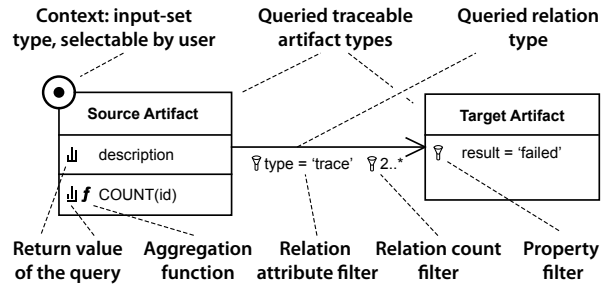 Context: input-set
type, selectable by user
Queried traceable
artifact types
Queried relation
type
Source Artifact
description
ƒ COUNT(id)
type = ‘trace’
2..*
Target Artifact
result = ‘failed’
Return value
of the query
Aggregation
function
Relation
attribute filter
Relation count
filter
Property
filter